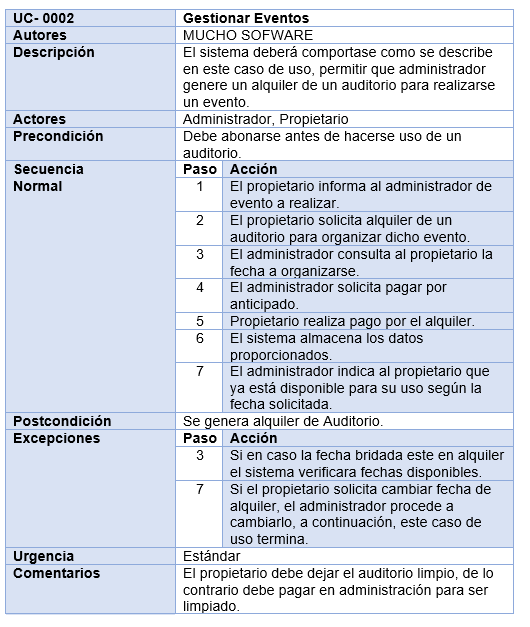 UC- 0002 Gestionar Eventos
Autores MUCHO SOFWARE
Descripción El sistema deberá comportase como se describe
en este caso de uso, permitir que administrador
genere un alquiler de un auditorio para realizarse
un evento.
Actores Administrador, Propietario
Precondición Debe abonarse antes de hacerse uso de un
auditorio.
Secuencia Paso Acción
Normal 1 El propietario informa al administrador de
evento a realizar.
2 El propietario solicita alquiler de un
auditorio para organizar dicho evento.
3 El administrador consulta al propietario la
fecha a organizarse.
4 El administrador solicita pagar por
anticipado.
5 Propietario realiza pago por el alquiler.
6 El sistema almacena los datos
proporcionados.
7 El administrador indica al propietario que
ya está disponible para su uso según la
fecha solicitada.
Postcondición Se genera alquiler de Auditorio.
Excepciones Paso Acción
3 Si en caso la fecha bridada este en alquiler
el sistema verificara fechas disponibles.
7 Si el propietario solicita cambiar fecha de
alquiler, el administrador procede a
cambiarlo, a continuación, este caso de
uso termina.
Urgencia Estándar
Comentarios El propietario debe dejar el auditorio limpio, de lo
contrario debe pagar en administración para ser
limpiado.